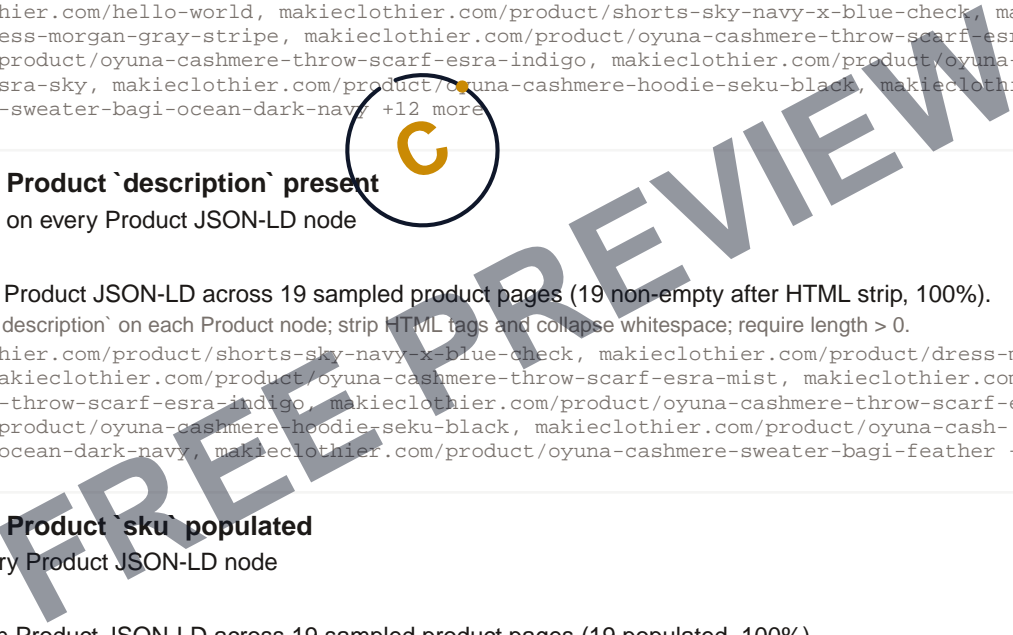 hier.com/hello-world, makieclothier.com/product/shorts-sky-navy-x-blue-check, ma
ess-morgan-gray-stripe, makieclothier.com/product/oyuna-cashmere-throw-scarf-esr
product/oyuna-cashmere-throw-scarf-esra-indigo, makieclothier.com/product/oyuna-
sra-sky, makieclothier.com/product/oyuna-cashmere-hoodie-seku-black, makieclothi
-sweater-bagi-ocean-dark-navy +12 more
C
Product `description` present
on every Product JSON-LD node
Product JSON-LD across 19 sampled product pages (19 non-empty after HTML strip, 100%).
description` on each Product node; strip HTML tags and collapse whitespace; require length > 0.
hier.com/product/shorts-sky-navy-x-blue-check, makieclothier.com/product/dress-m
akieclothier.com/product/oyuna-cashmere-throw-scarf-esra-mist, makieclothier.com
-throw-scarf-esra-indigo, makieclothier.com/product/oyuna-cashmere-throw-scarf-e
product/oyuna-cashmere-hoodie-seku-black, makieclothier.com/product/oyuna-cash-
ocean-dark-navy, makieclothier.com/product/oyuna-cashmere-sweater-bagi-feather
Product `sku` populated
ry Product JSON-LD node
Product JSON-LD across 19 sampled product pages (19 populated, 100%)
FREE PREVIEW